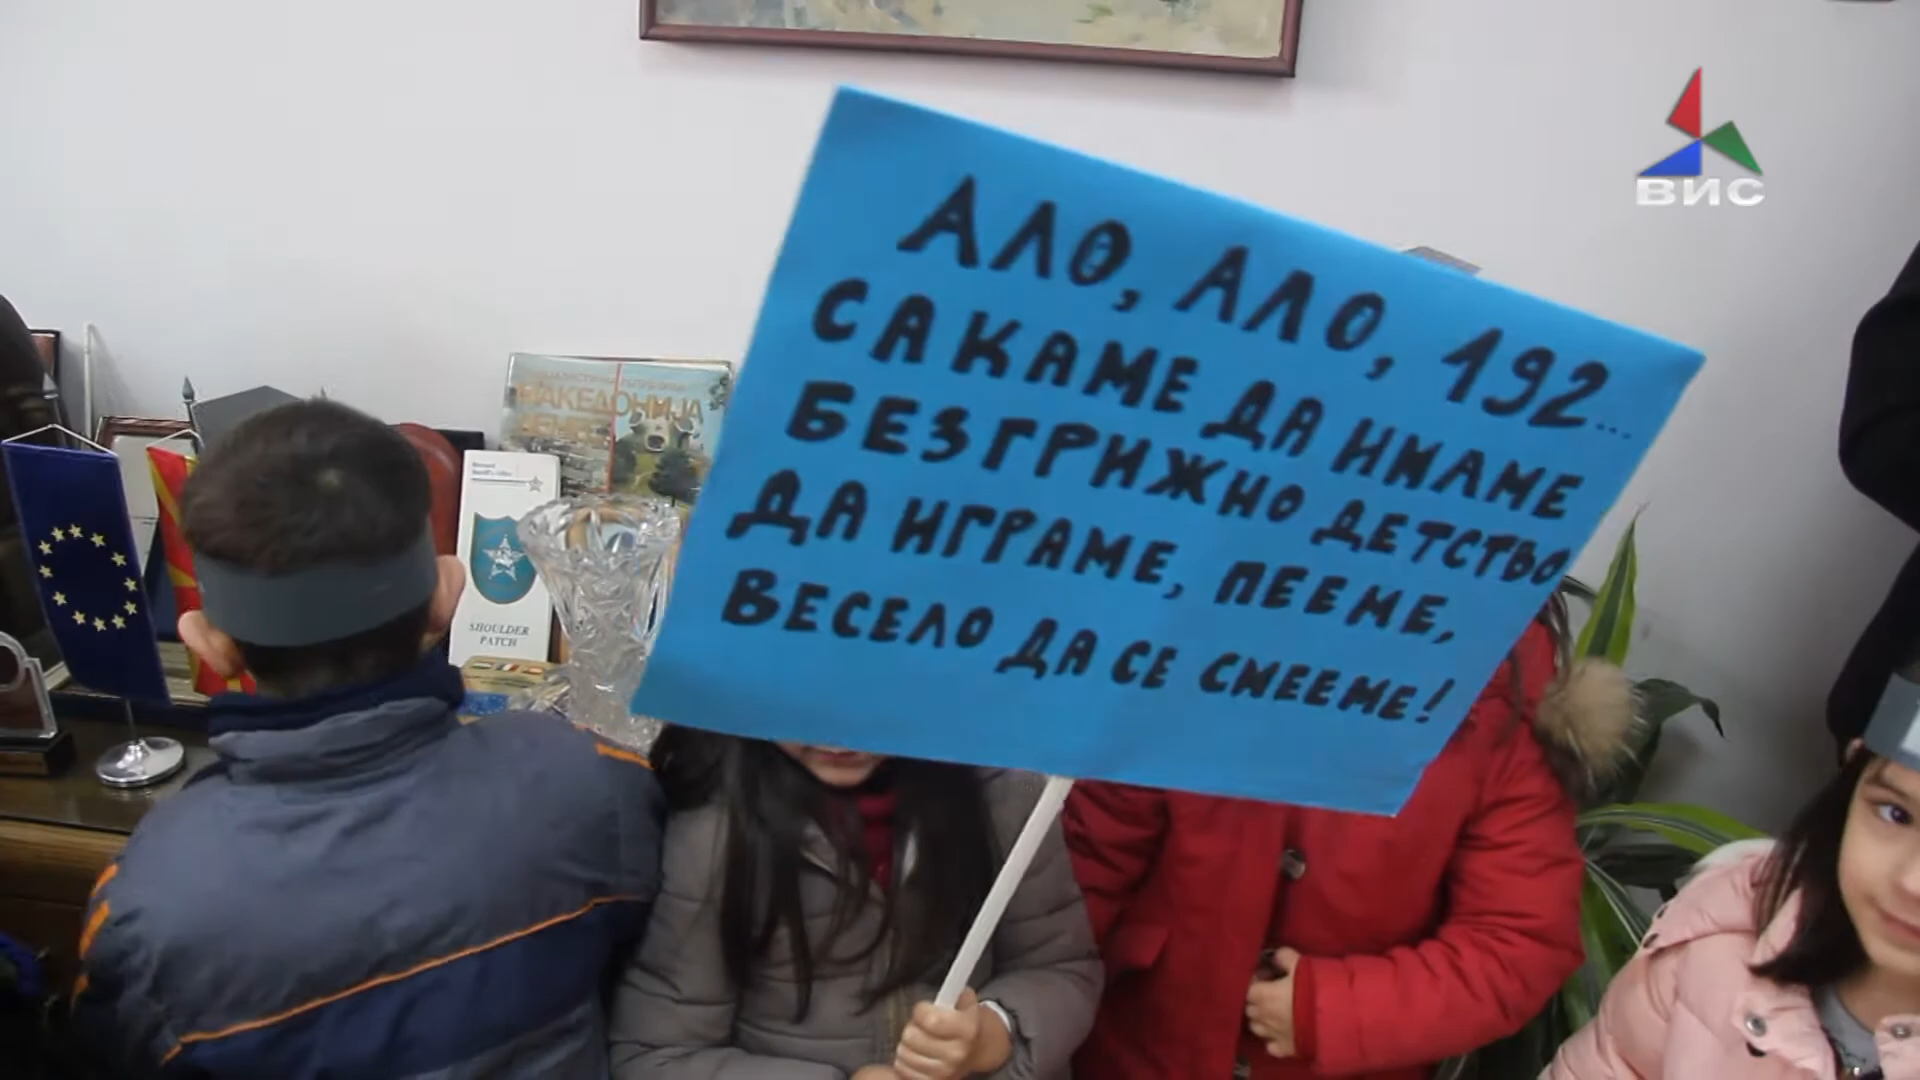 ВИС
АЛО, АЛО, 192...
САКАМЕ ДА ИМАМЕ
БЕЗГРИЖНО ДЕТСТВО
ДА ИГРАМЕ, ПЕЕМЕ,
ВЕСЕЛО ДА СЕ СМЕЕМЕ!
МАКЕДОНИЈА
SHOULDER
PATCH